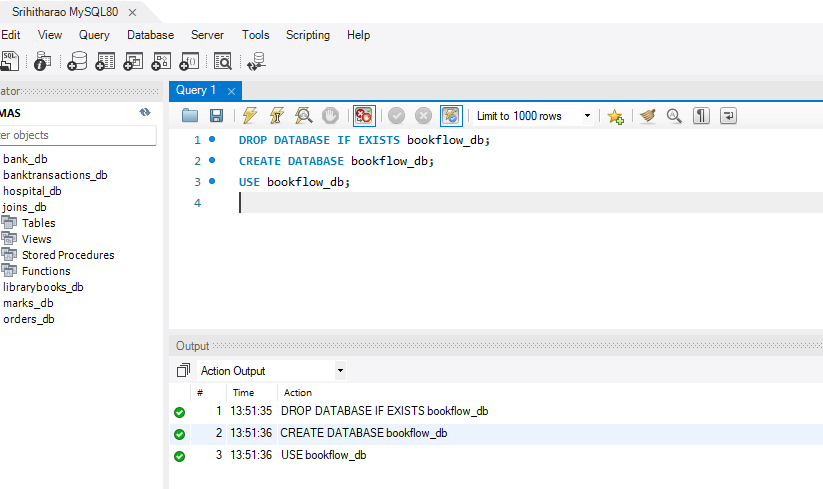 Srihitharao MySQL80
Edit View Query Database Server Tools Scripting Help
SQL
ator
Query 1
MAS
Limit to 1000 rows
ter objects
1 DROP DATABASE IF EXISTS bookflow_db;
2 CREATE DATABASE bookflow_db;
3 USE bookflow_db;
4
bank_db
banktransactions_db
hospital_db
joins_db
Tables
Views
Stored Procedures
Functions
librarybooks_db
marks_db
orders_db
Output
Action Output
# Time Action
1 13:51:35 DROP DATABASE IF EXISTS bookflow_db
2 13:51:36 CREATE DATABASE bookflow_db
3 13:51:36 USE bookflow_db